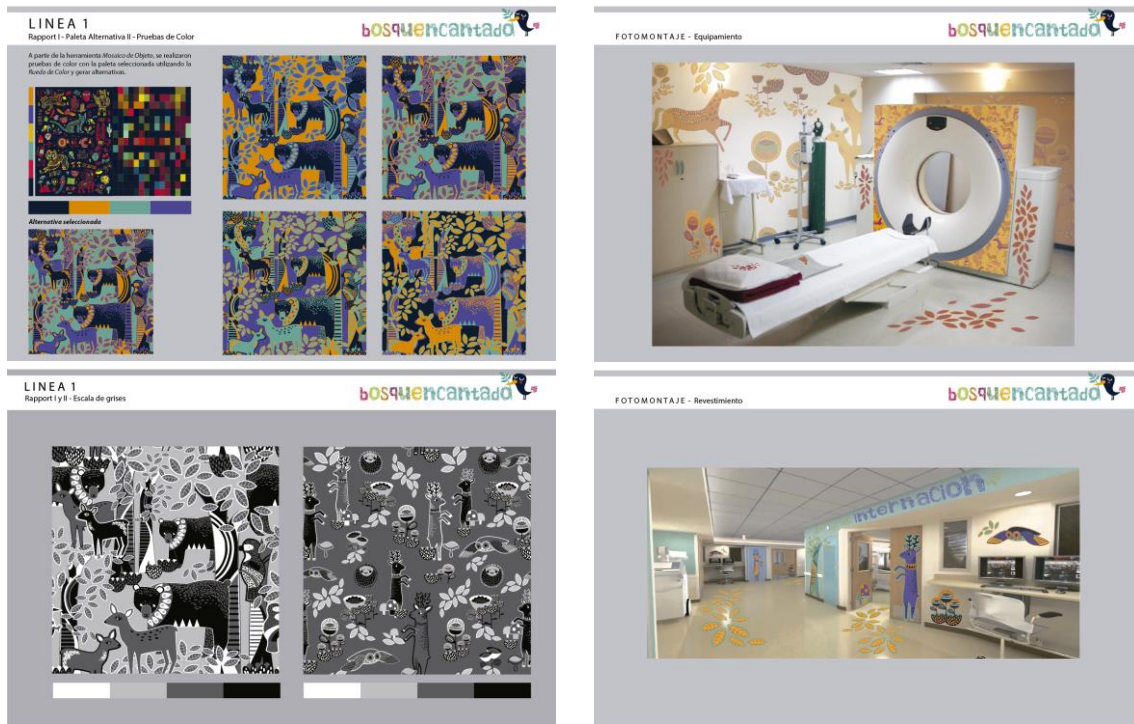 LINEA 1
Rapport I - Paleta Alternativa II - Pruebas de Color
bosquencantado
A partir de la herramienta Mosaico de Objeto, se realizaron
pruebas de color con la paleta seleccionada utilizando la
Rueda de Color y gerar alternativas.
Alternativa seleccionada
FOTOMONTAJE - Equipamiento
bosquencantado
LINEA 1
Rapport I y II - Escala de grises
bosquencantado
FOTOMONTAJE - Revestimiento
bosquencantado
internacion